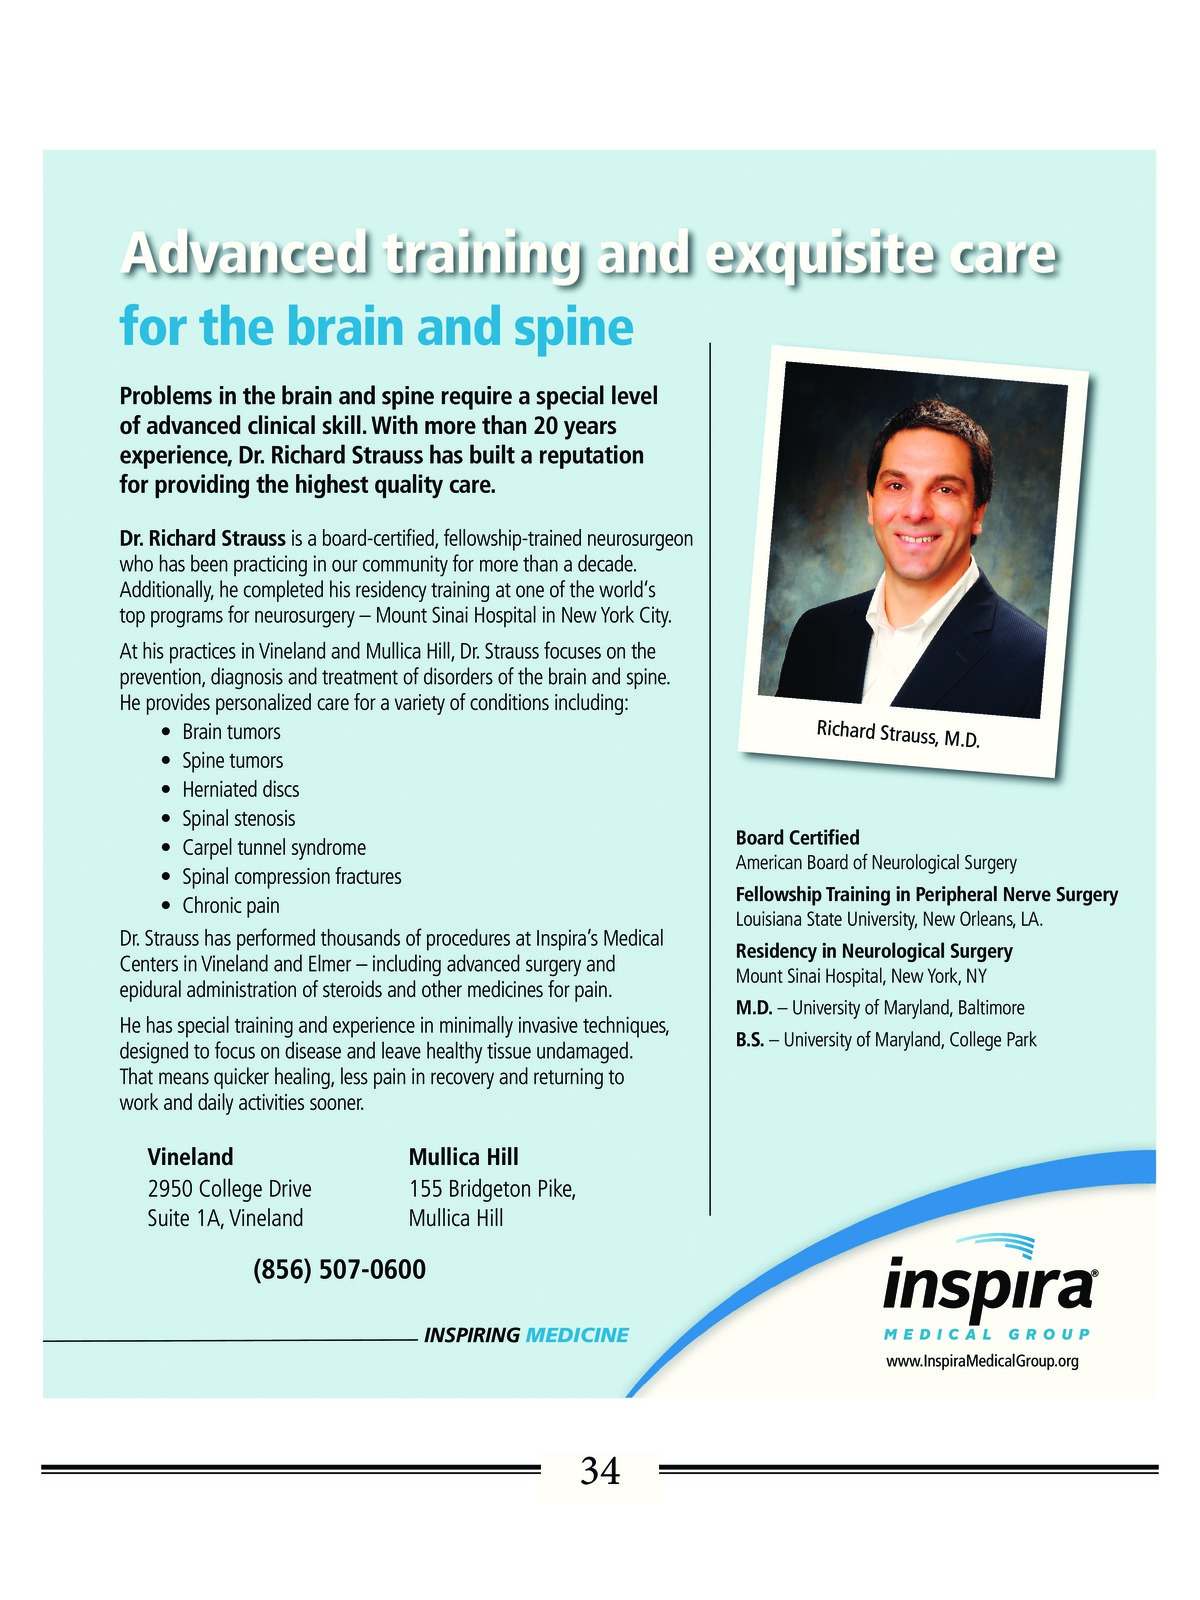 Advanced training and exquisite care
for the brain and spine
Problems in the brain and spine require a special level
of advanced clinical skill. With more than 20 years
experience, Dr. Richard Strauss has built a reputation
for providing the highest quality care.
Dr. Richard Strauss is a board-certified, fellowship-trained neurosurgeon
who has been practicing in our community for more than a decade.
Additionally, he completed his residency training at one of the world's
top programs for neurosurgery – Mount Sinai Hospital in New York City.
At his practices in Vineland and Mullica Hill, Dr. Strauss focuses on the
prevention, diagnosis and treatment of disorders of the brain and spine.
He provides personalized care for a variety of conditions including:
• Brain tumors
• Spine tumors
• Herniated discs
• Spinal stenosis
• Carpel tunnel syndrome
• Spinal compression fractures
• Chronic pain
Dr. Strauss has performed thousands of procedures at Inspira's Medical
Centers in Vineland and Elmer – including advanced surgery and
epidural administration of steroids and other medicines for pain.
He has special training and experience in minimally invasive techniques,
designed to focus on disease and leave healthy tissue undamaged.
That means quicker healing, less pain in recovery and returning to
work and daily activities sooner.
Vineland
2950 College Drive
Suite 1A, Vineland
Mullica Hill
155 Bridgeton Pike,
Mullica Hill
(856) 507-0600
INSPIRING MEDICINE
Richard Strauss, M.D.
Board Certified
American Board of Neurological Surgery
Fellowship Training in Peripheral Nerve Surgery
Louisiana State University, New Orleans, LA.
Residency in Neurological Surgery
Mount Sinai Hospital, New York, NY
M.D. – University of Maryland, Baltimore
B.S. – University of Maryland, College Park
inspira®
MEDICAL GROUP
www.InspiraMedicalGroup.org
34